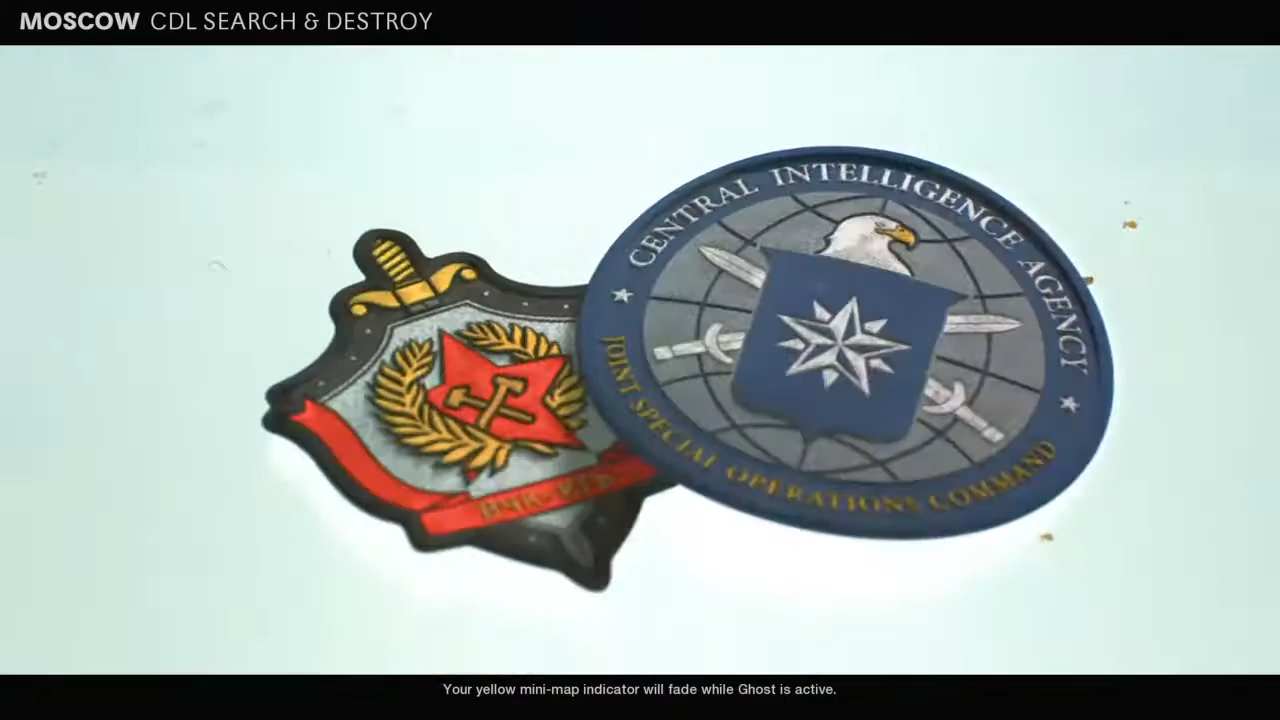 MOSCOW CDL SEARCH & DESTROY
CENTRAL INTELLIGENCE AGENCY
JOINT SPECIAL OPERATIONS COMMAND
Your yellow mini-map indicator will fade while Ghost is active.